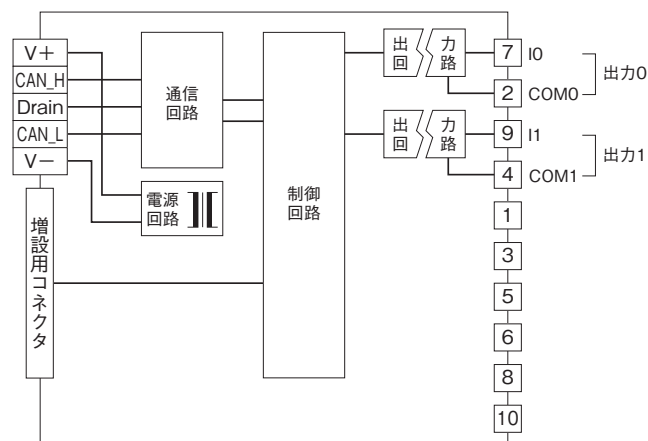 V+
CAN_H
Drain
CAN_L
V−
増設用コネクタ
通信
回路
電源
回路
制御
回路
出力
回路
出力
回路
7 I0
2 COM0
出力0
9 I1
4 COM1
出力1
1
3
5
6
8
10